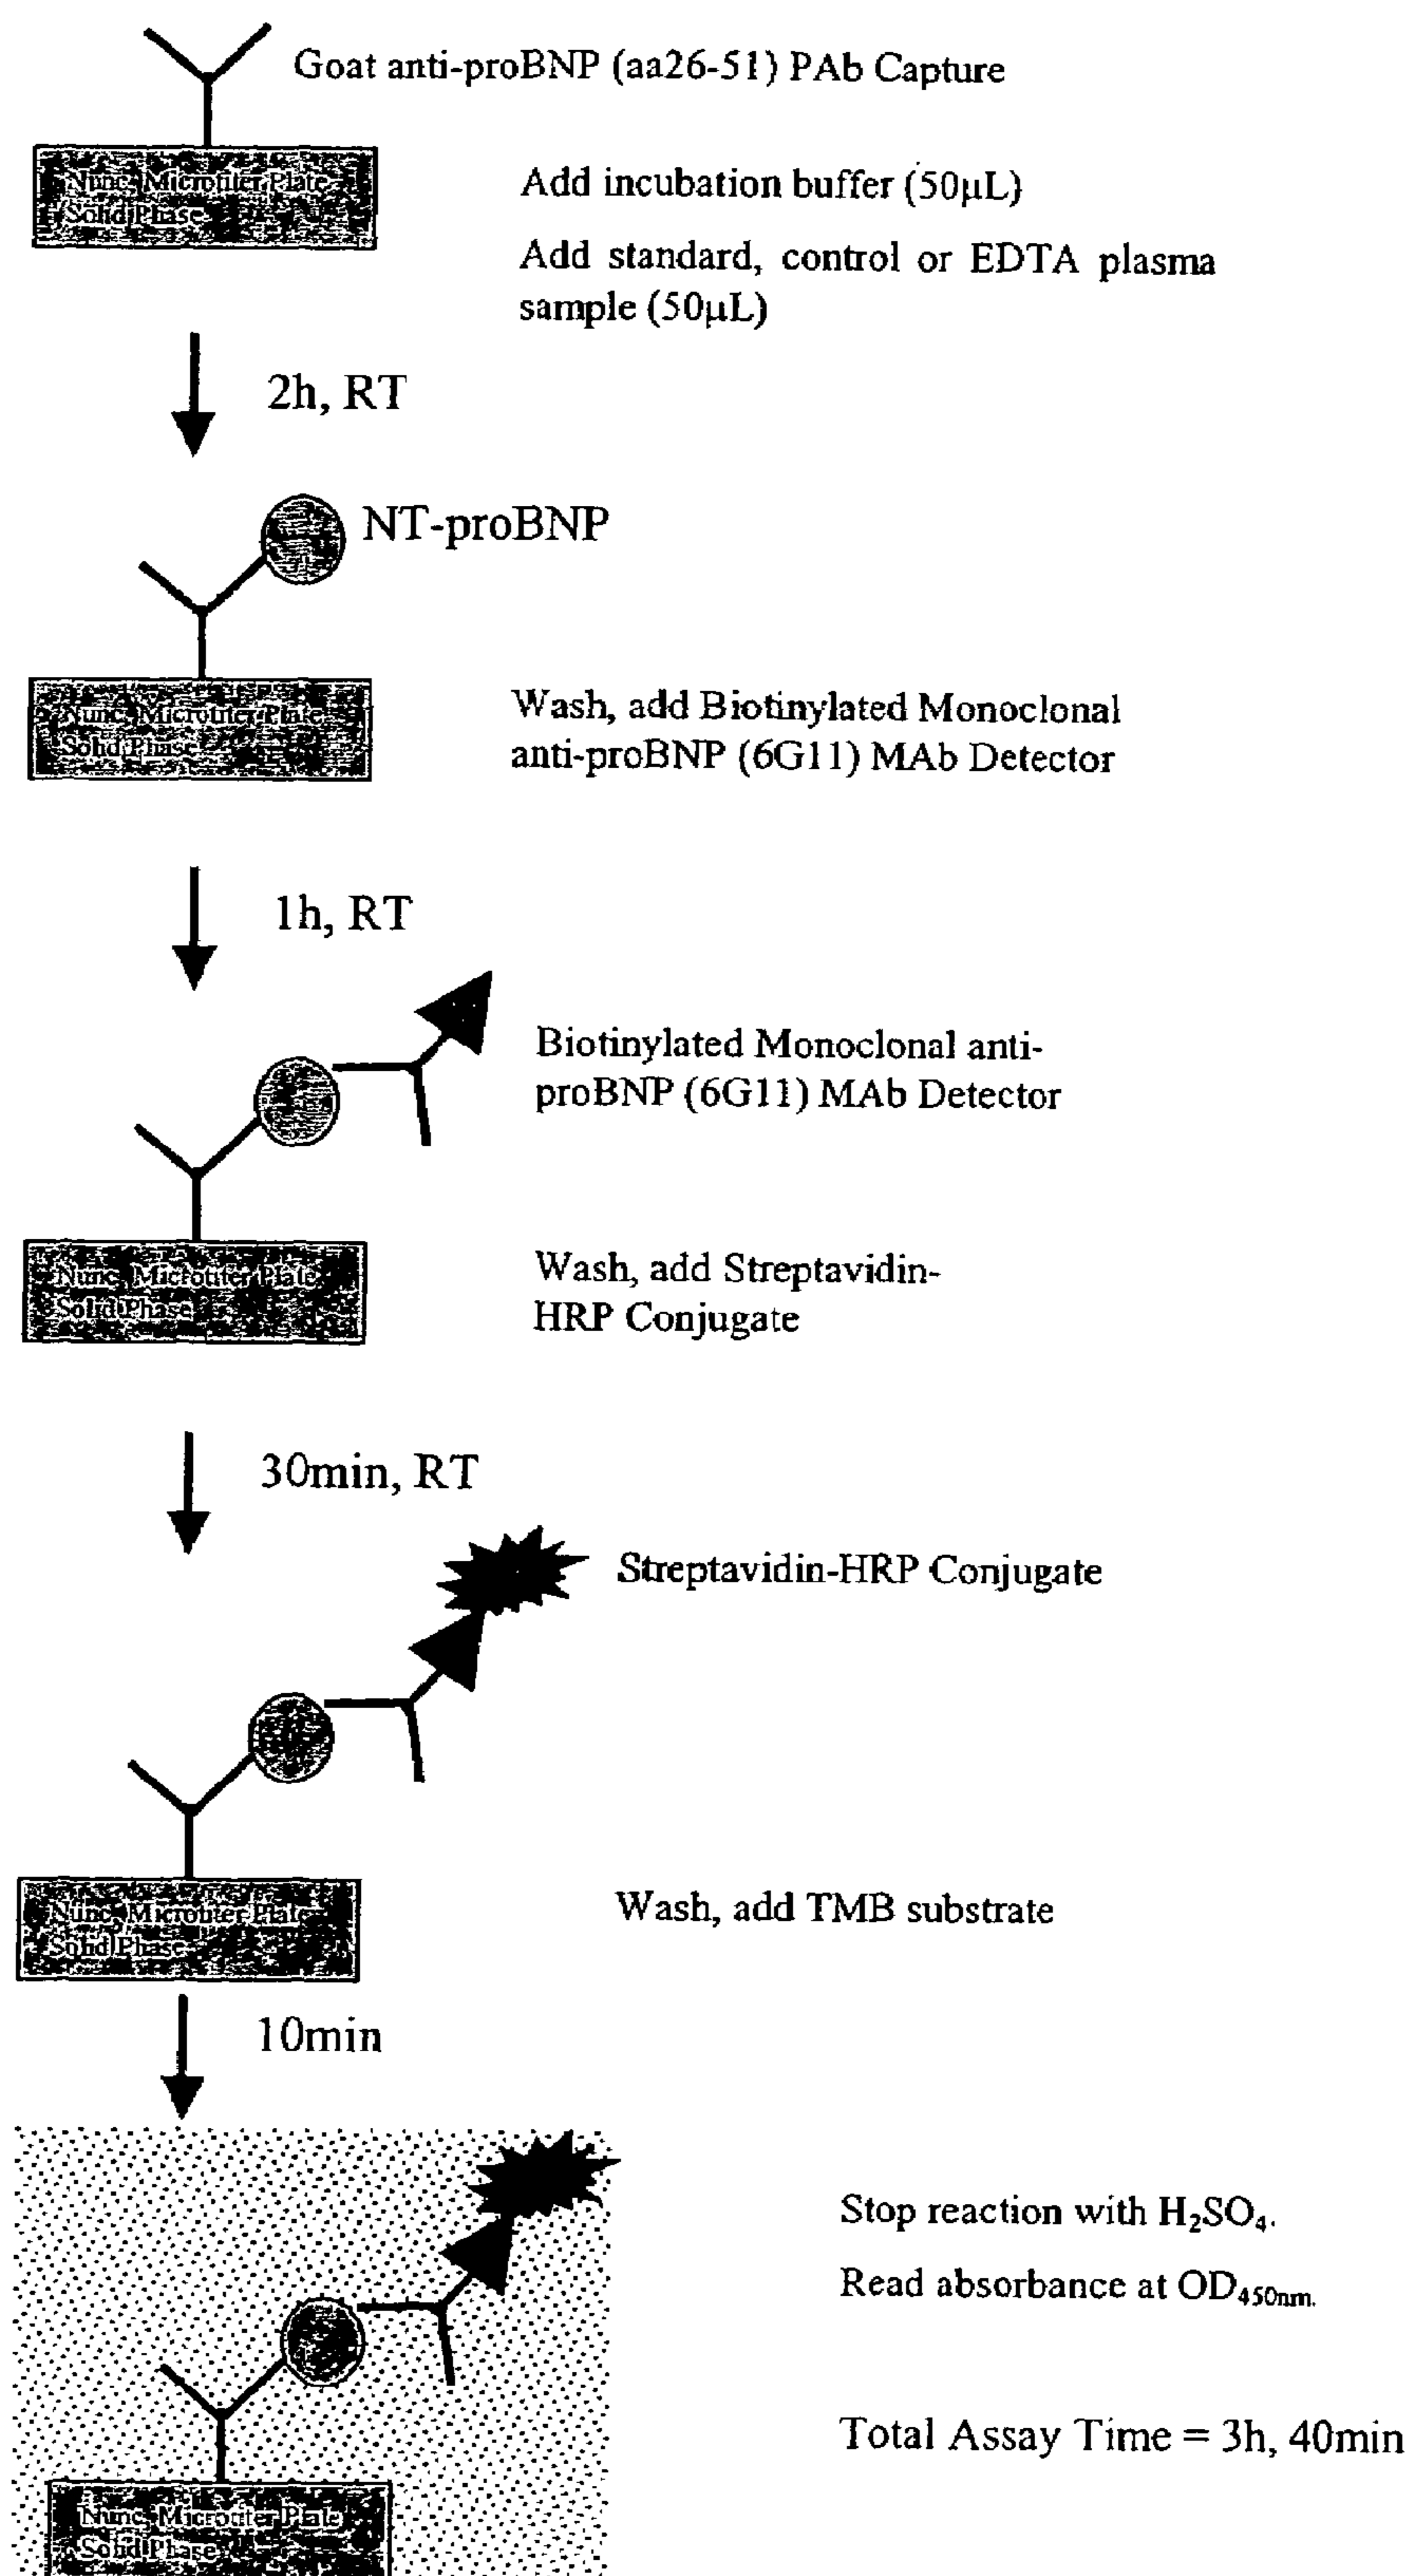 Goat anti-proBNP (aa26-51) PAb Capture
Nunc Microtiter Plate
Solid Phase
Add incubation buffer (50µL)
Add standard, control or EDTA plasma
sample (50µL)
2h, RT
NT-proBNP
Nunc Microtiter Plate
Solid Phase
Wash, add Biotinylated Monoclonal
anti-proBNP (6G11) MAb Detector
1h, RT
Biotinylated Monoclonal anti-
proBNP (6G11) MAb Detector
Nunc Microtiter Plate
Solid Phase
Wash, add Streptavidin-
HRP Conjugate
30min, RT
Streptavidin-HRP Conjugate
Nunc Microtiter Plate
Solid Phase
Wash, add TMB substrate
10min
Stop reaction with H₂SO₄.
Read absorbance at OD₄₅₀nm.
Total Assay Time = 3h, 40min
Nunc Microtiter Plate
Solid Phase